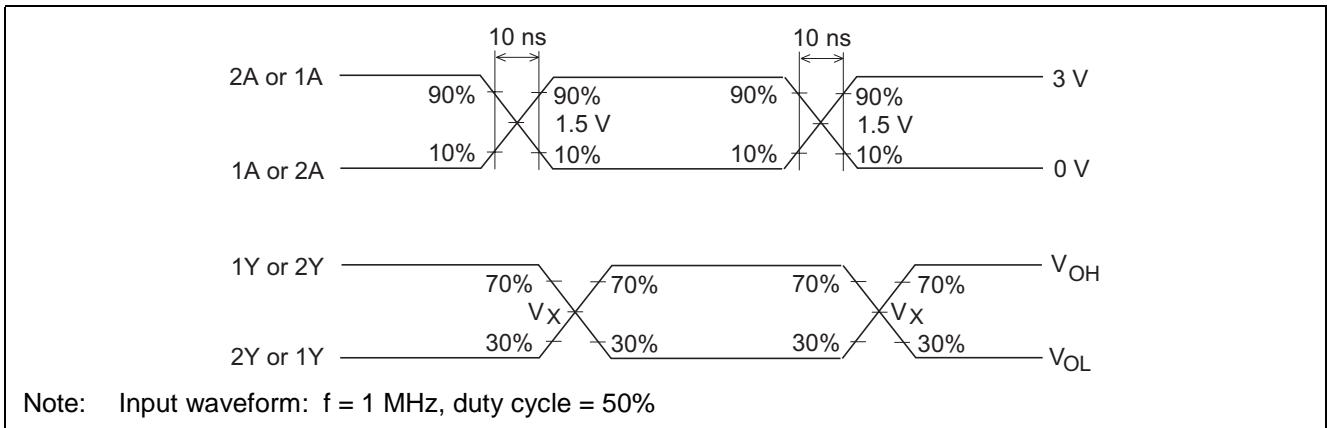 10 ns 10 ns
2A or 1A 3 V
90% 90% 90% 90%
1.5 V 1.5 V
10% 10% 10% 10%
1A or 2A 0 V
1Y or 2Y VOH
70% 70% 70% 70%
VX VX
30% 30% 30% 30%
2Y or 1Y VOL
Note: Input waveform: f = 1 MHz, duty cycle = 50%